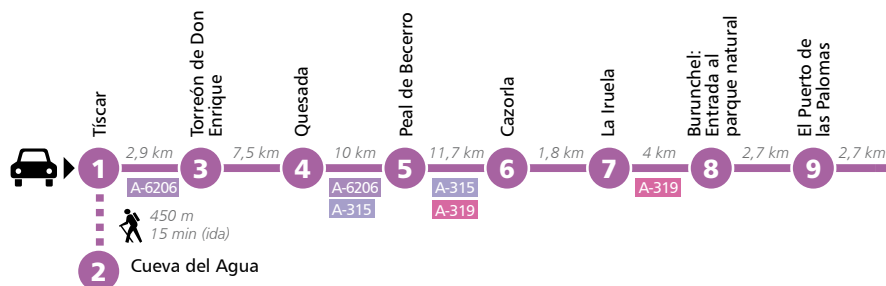 Tíscar
Torreón de Don
Enrique
Quesada
Peal de Becerro
Cazorla
La Iruela
Burunchel:
Entrada al
parque natural
El Puerto de
las Palomas
1
2,9 km
3
7,5 km
4
10 km
5
11,7 km
6
1,8 km
7
4 km
8
2,7 km
9
2,7 km
A-6206
A-6206
A-315
A-315
A-319
A-319
450 m
15 min (ida)
2
Cueva del Agua